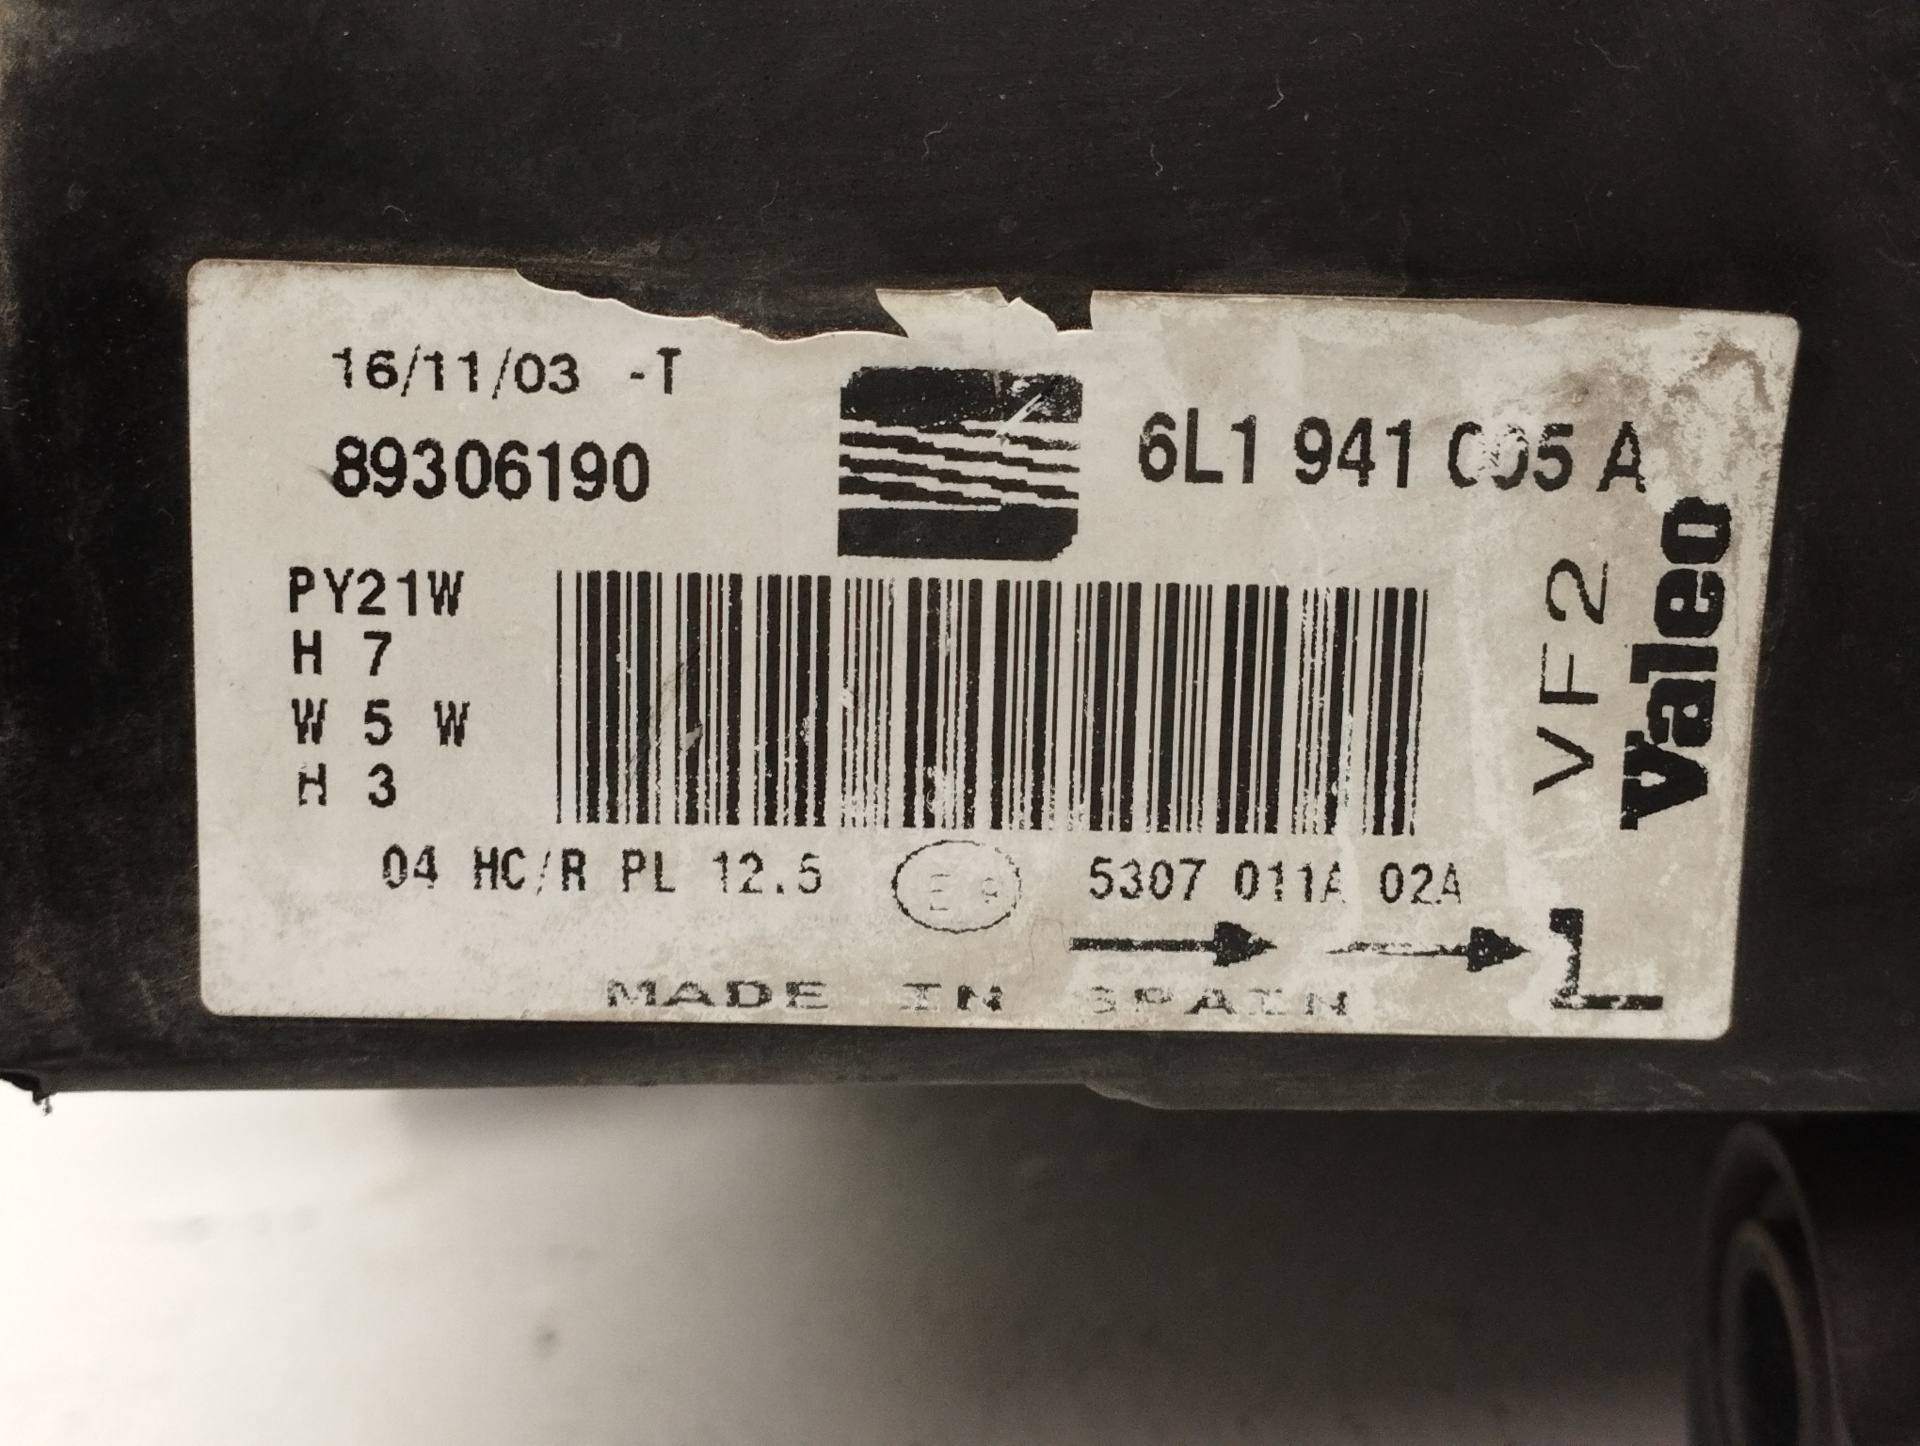 16/11/03 -T
89306190
6L1 941 005 A
PY21W
H 7
W 5 W
H 3
VF2
Valeo
04 HC/R PL 12.5
E 9
5307 011A 02A
L
MADE IN SPAIN